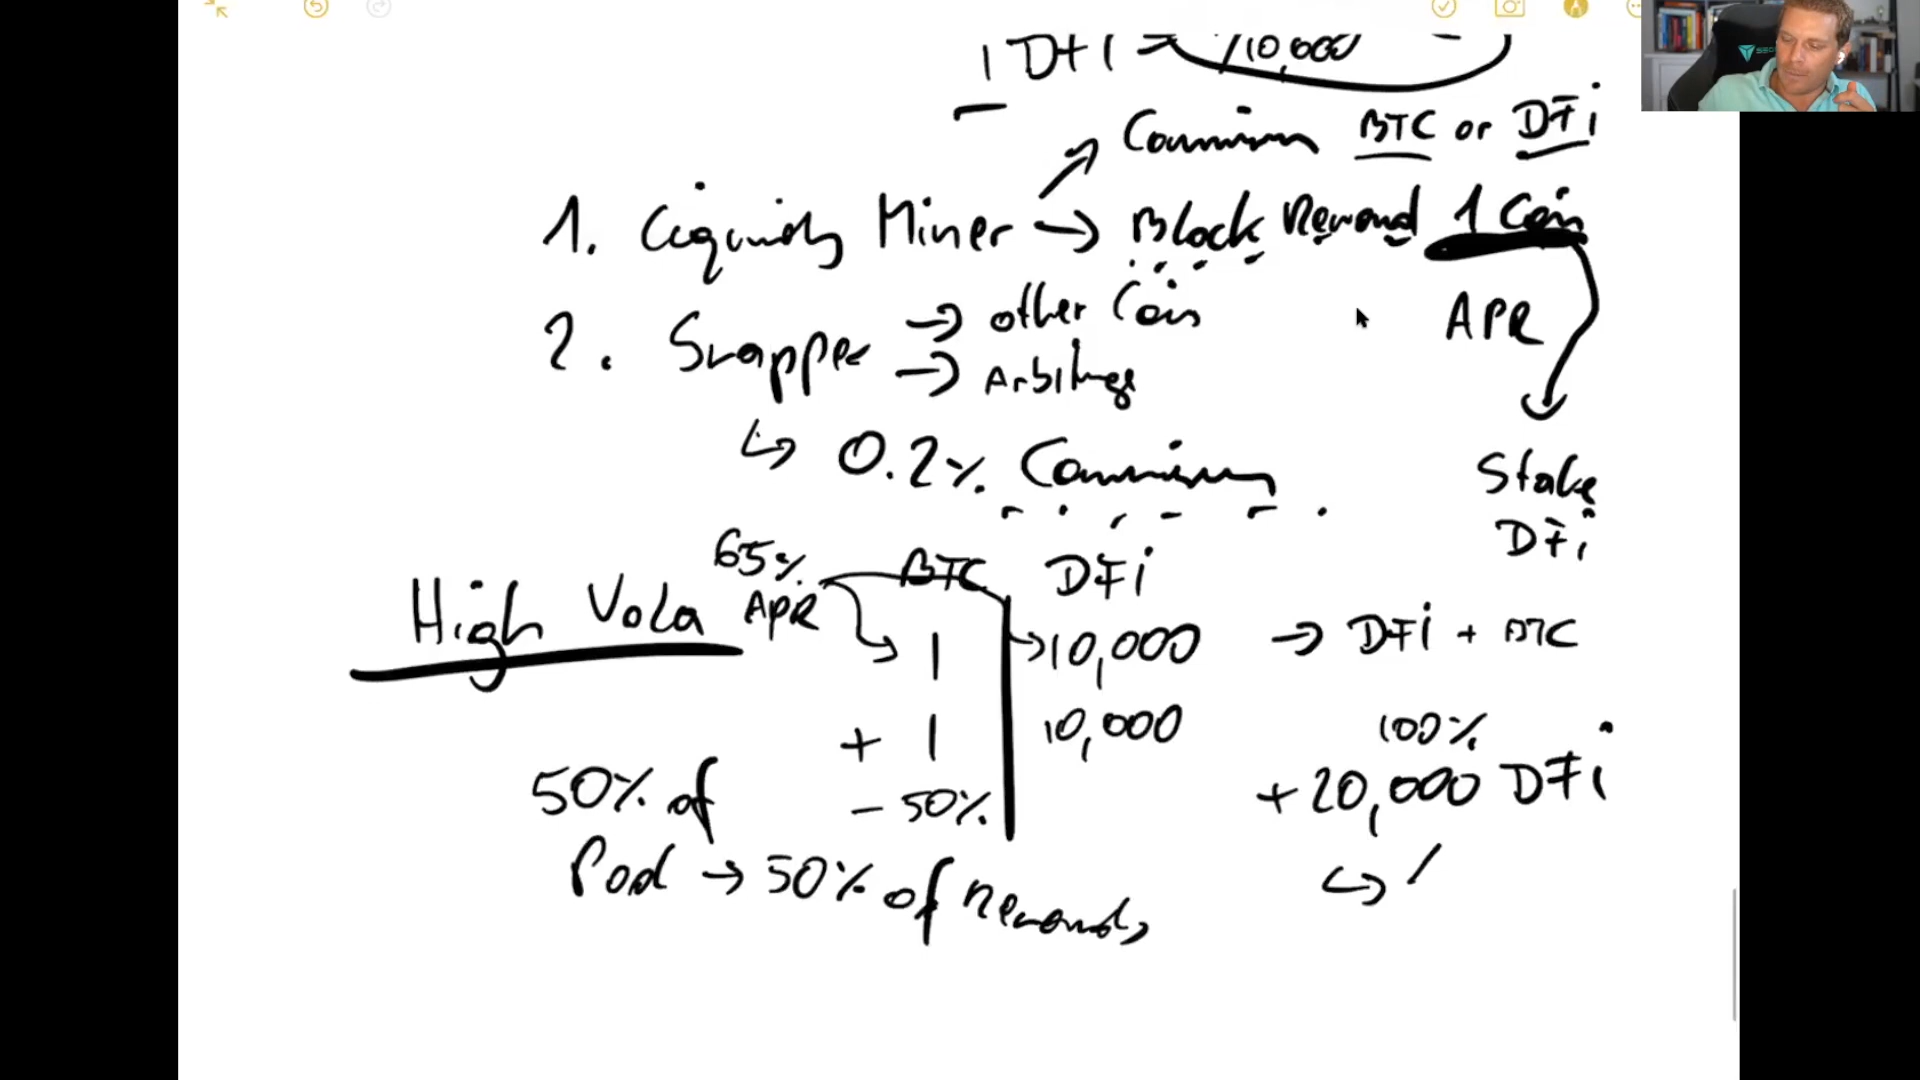 1 DFI = 1/10,000
Commission BTC or DFi
1. Liquidity Miner → Block Reward 1 Coin
2. Swapper → other Coin
→ Arbitrage
APR
↳ 0.2% Commission
Stake
DFi
65%
APR
High Vola
BTC DFi
1 → 10,000 → DFi + BTC
+ 1 10,000
100%
- 50%
+ 20,000 DFi
50% of
Pool → 50% of Rewards